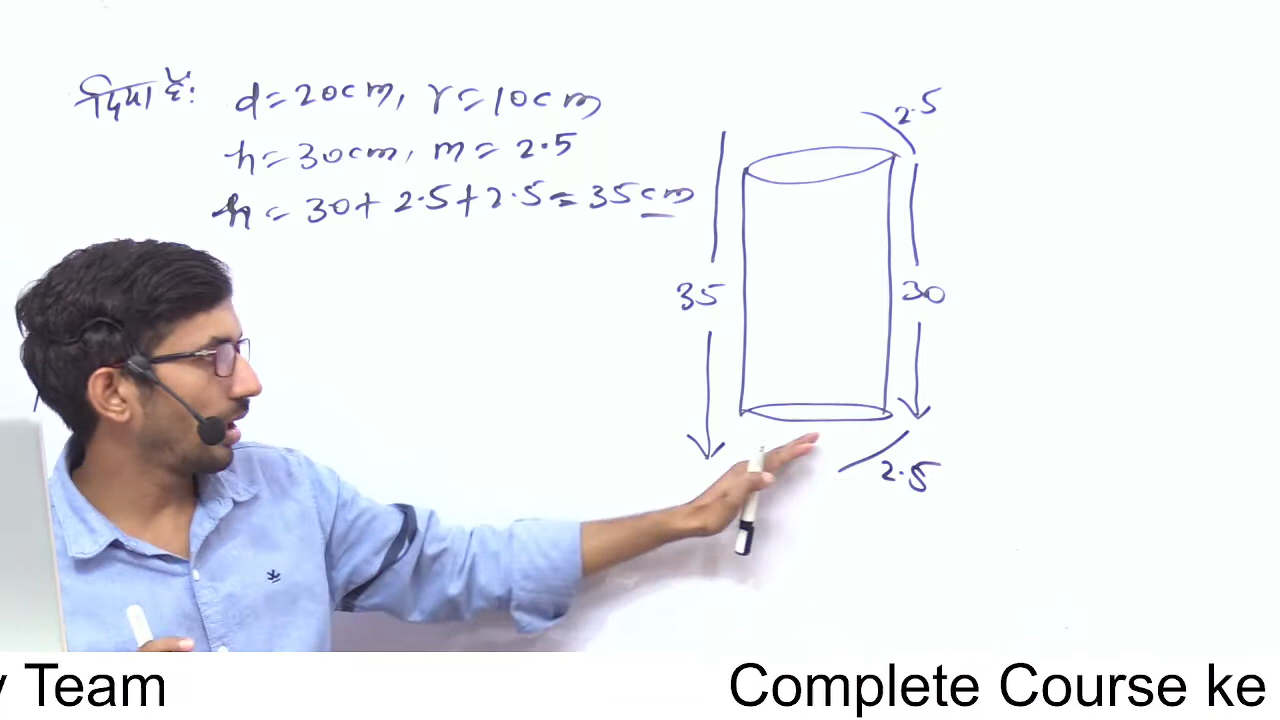 दिया है: d = 20cm, r = 10cm
h = 30cm, m = 2.5
h = 30 + 2.5 + 2.5 = 35cm
2.5
35
30
2.5
Team
Complete Course ke